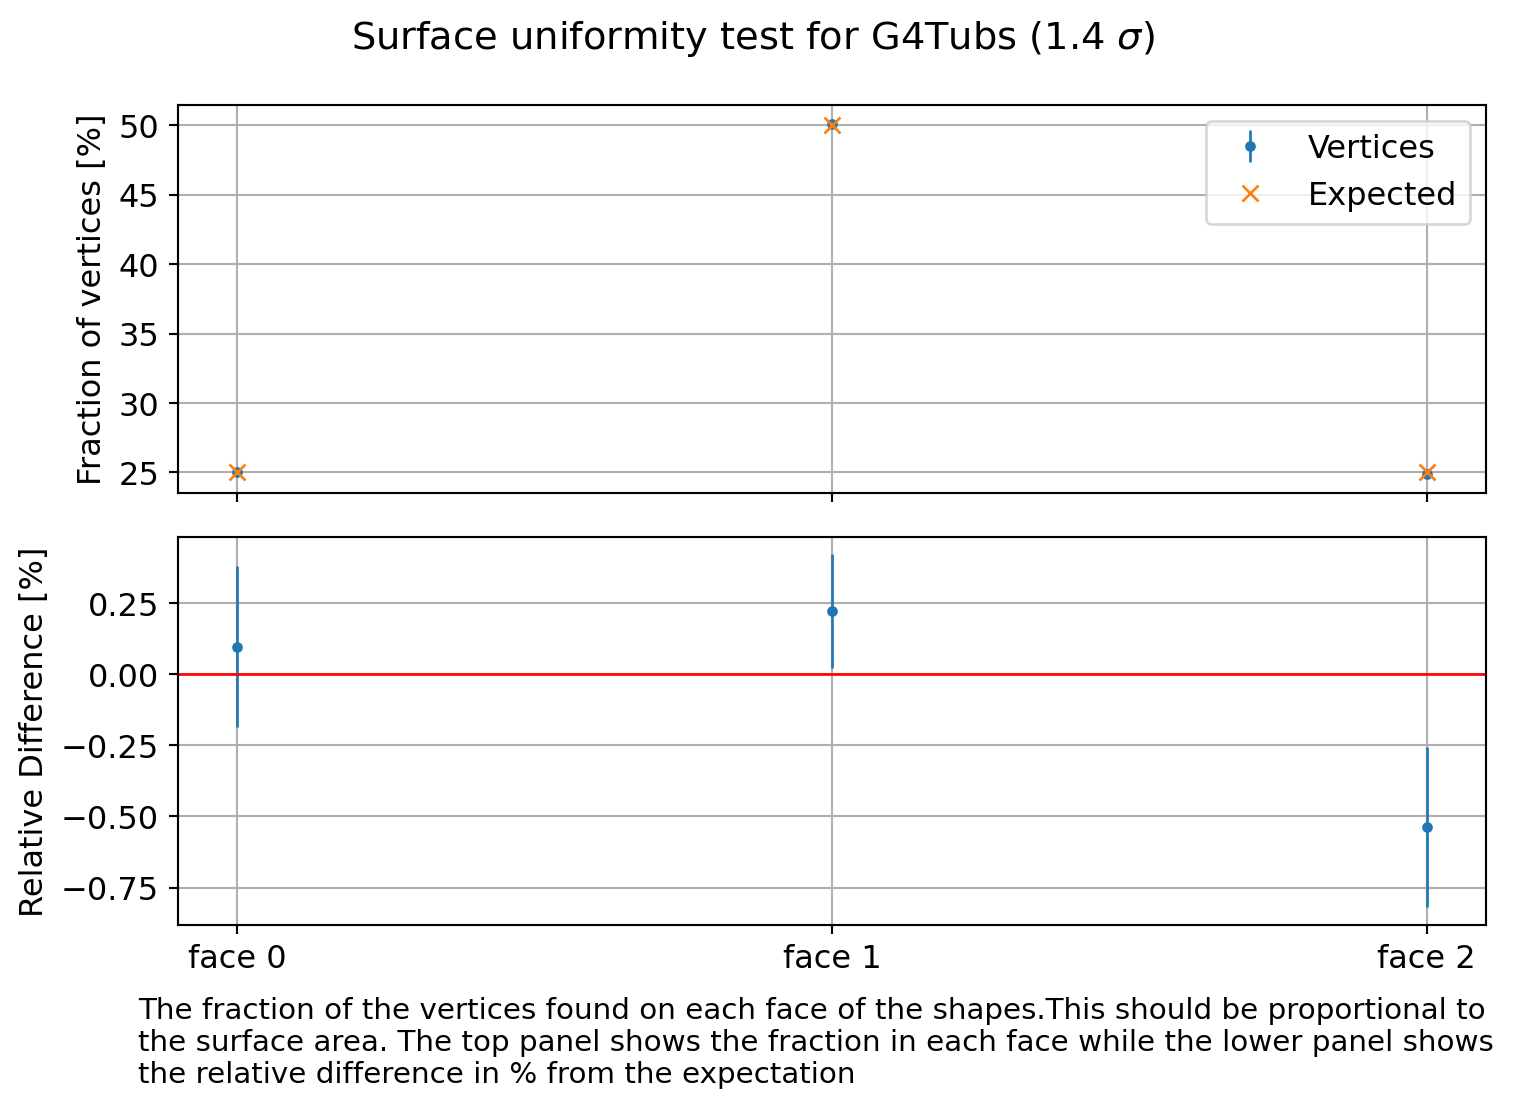 Surface uniformity test for G4Tubs (1.4 σ)
Fraction of vertices [%]
50
45
40
35
30
25
Vertices
Expected
Relative Difference [%]
0.25
0.00
−0.25
−0.50
−0.75
face 0
face 1
face 2
The fraction of the vertices found on each face of the shapes.This should be proportional to
the surface area. The top panel shows the fraction in each face while the lower panel shows
the relative difference in % from the expectation